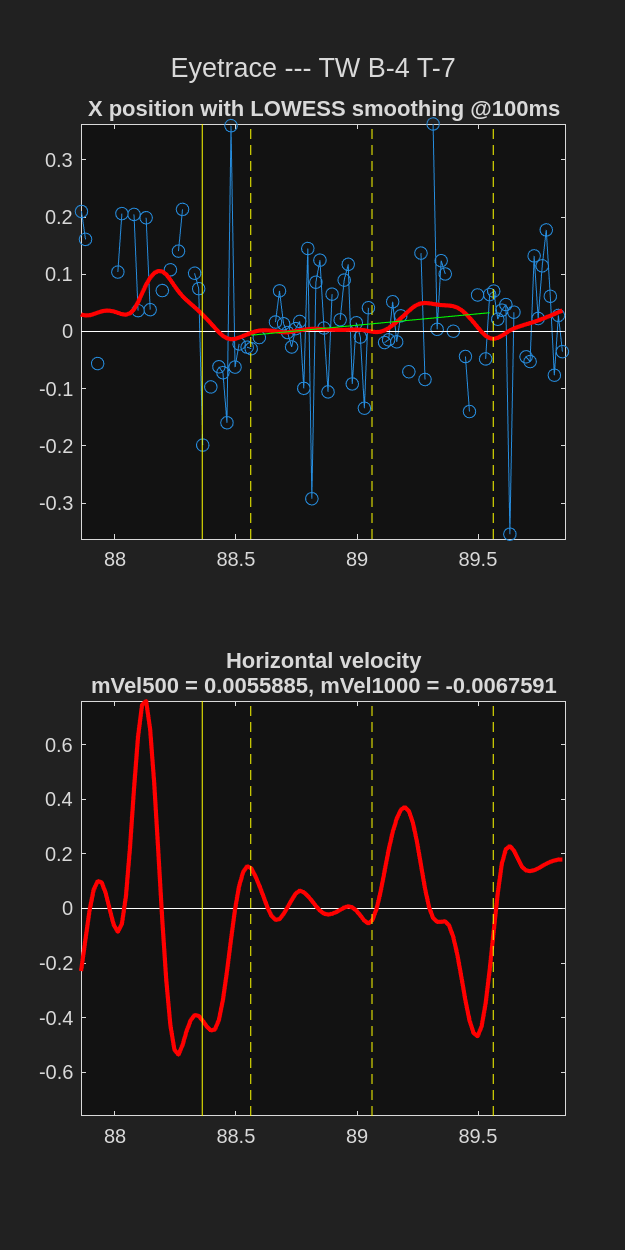 Eyetrace --- TW B-4 T-7
X position with LOWESS smoothing @100ms
0.3
0.2
0.1
0
-0.1
-0.2
-0.3
88 88.5 89 89.5
Horizontal velocity
mVel500 = 0.0055885, mVel1000 = -0.0067591
0.6
0.4
0.2
0
-0.2
-0.4
-0.6
88 88.5 89 89.5